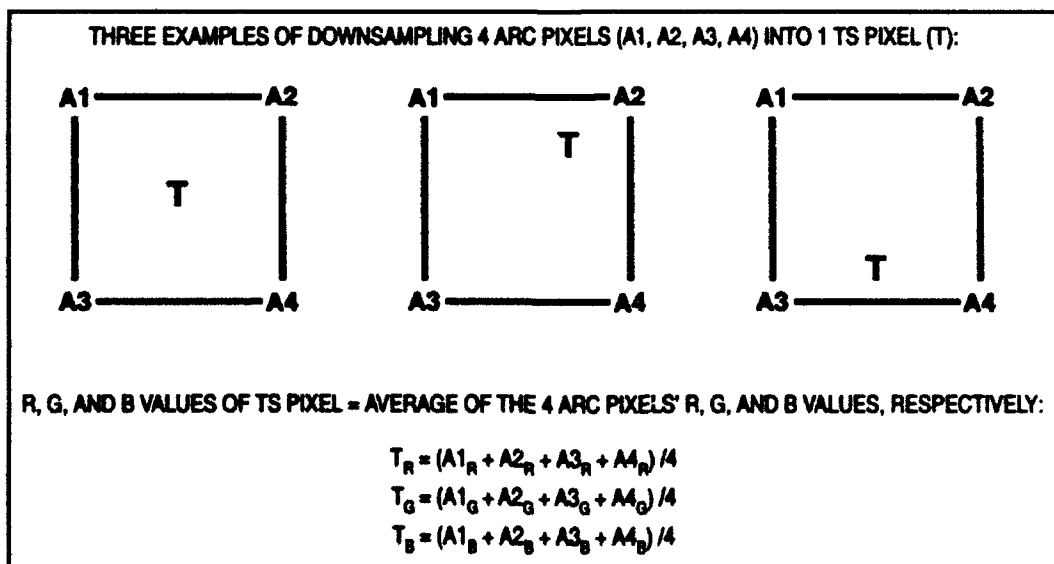 THREE EXAMPLES OF DOWNSAMPLING 4 ARC PIXELS (A1, A2, A3, A4) INTO 1 TS PIXEL (T):
A1 A2 A1 A2 A1 A2
T
T
T
A3 A4 A3 A4 A3 A4
R, G, AND B VALUES OF TS PIXEL = AVERAGE OF THE 4 ARC PIXELS' R, G, AND B VALUES, RESPECTIVELY:
T_R = (A1_R + A2_R + A3_R + A4_R) /4
T_G = (A1_G + A2_G + A3_G + A4_G) /4
T_B = (A1_B + A2_B + A3_B + A4_B) /4